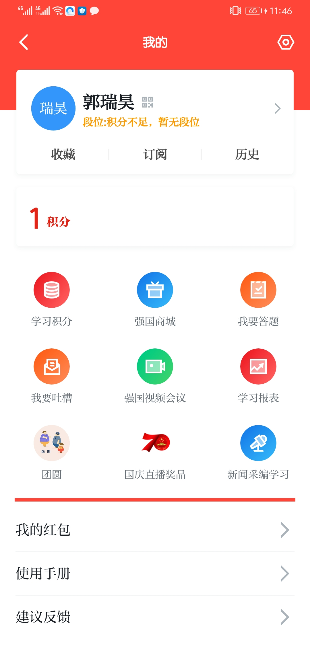 46 46 65 11:46
我的
瑞昊 郭瑞昊
段位:积分不足，暂无段位
收藏 订阅 历史
1 积分
学习积分 强国商城 我要答题
我要吐槽 强国视频会议 学习报表
团圆 国庆直播奖品 新闻采编学习
我的红包
使用手册
建议反馈